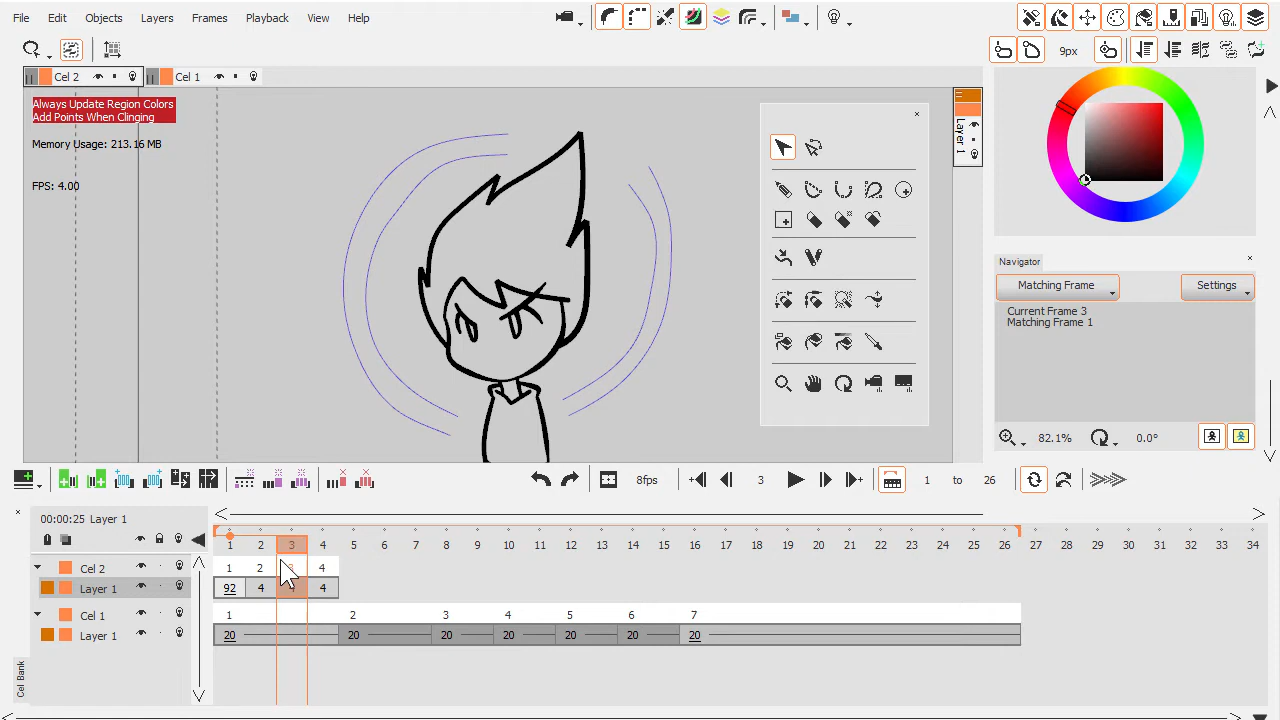 File Edit Objects Layers Frames Playback View Help
9px
Cel 2 Cel 1
Always Update Region Colors
Add Points When Clinging
Memory Usage: 213.16 MB
FPS: 4.00
Layer 1
Navigator
Matching Frame Settings
Current Frame 3
Matching Frame 1
82.1% 0.0°
8fps 3 1 to 26
00:00:25 Layer 1
1 2 3 4 5 6 7 8 9 10 11 12 13 14 15 16 17 18 19 20 21 22 23 24 25 26 27 28 29 30 31 32 33 34
Cel 2 1 2 4
Layer 1 92 4 4
Cel 1 1 2 3 4 5 6 7
Layer 1 20 20 20 20 20 20 20
Cel Bank